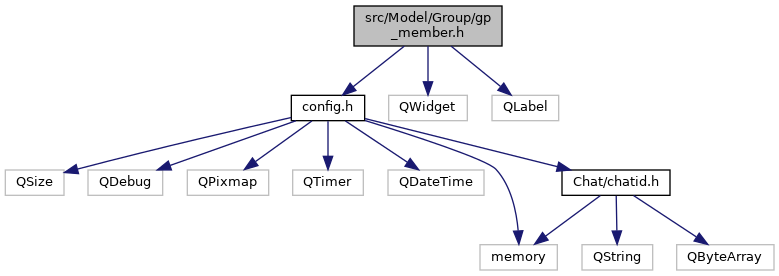 src/Model/Group/gp
_member.h
config.h
QWidget
QLabel
QSize
QDebug
QPixmap
QTimer
QDateTime
Chat/chatid.h
memory
QString
QByteArray